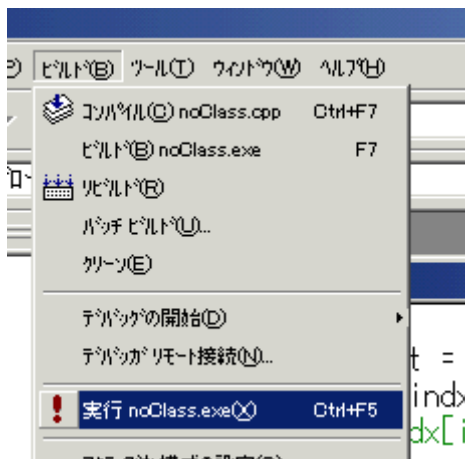 ﾋﾞﾙﾄﾞ(B) ﾂｰﾙ(T) ｳｨﾝﾄﾞｳ(W) ﾍﾙﾌﾟ(H)
ｺﾝﾊﾟｲﾙ(C) noClass.cpp Ctrl+F7
ﾋﾞﾙﾄﾞ(B) noClass.exe F7
ﾘﾋﾞﾙﾄﾞ(R)
ﾊﾞｯﾁ ﾋﾞﾙﾄﾞ(U)...
ｸﾘｰﾝ(E)
ﾃﾞﾊﾞｯｸﾞの開始(D)
ﾃﾞﾊﾞｯｶﾞ ﾘﾓｰﾄ接続(N)...
t =
実行 noClass.exe(X) Ctrl+F5
indx
dx[i